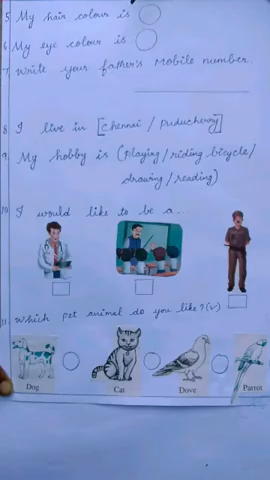 5. My hair colour is
6. My eye colour is
7. Write your father's mobile number.
8. I live in [chennai / Puducherry]
9. My hobby is (playing / riding bicycle /
drawing / reading)
10. I would like to be a...
11. Which pet animal do you like? (✓)
Dog Cat Dove Parrot